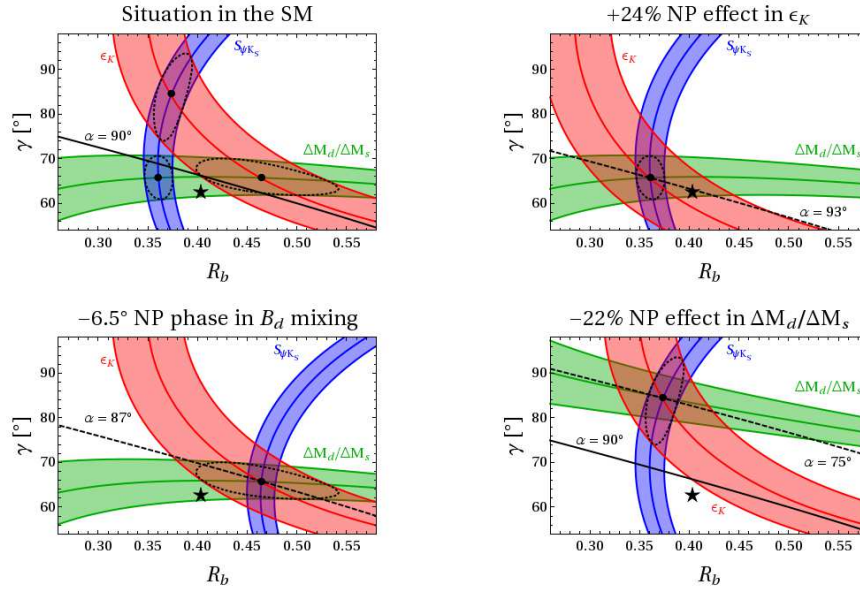 Situation in the SM
+24% NP effect in ϵ_K
90
80
70
60
γ [°]
ϵ_K
S_ψK_S
α = 90°
ΔM_d/ΔM_s
0.30 0.35 0.40 0.45 0.50 0.55
R_b
90
80
70
60
γ [°]
ϵ_K
S_ψK_S
ΔM_d/ΔM_s
α = 93°
0.30 0.35 0.40 0.45 0.50 0.55
R_b
−6.5° NP phase in B_d mixing
−22% NP effect in ΔM_d/ΔM_s
90
80
70
60
γ [°]
ϵ_K
S_ψK_S
α = 87°
ΔM_d/ΔM_s
0.30 0.35 0.40 0.45 0.50 0.55
R_b
90
80
70
60
γ [°]
S_ψK_S
ΔM_d/ΔM_s
α = 90°
α = 75°
ϵ_K
0.30 0.35 0.40 0.45 0.50 0.55
R_b